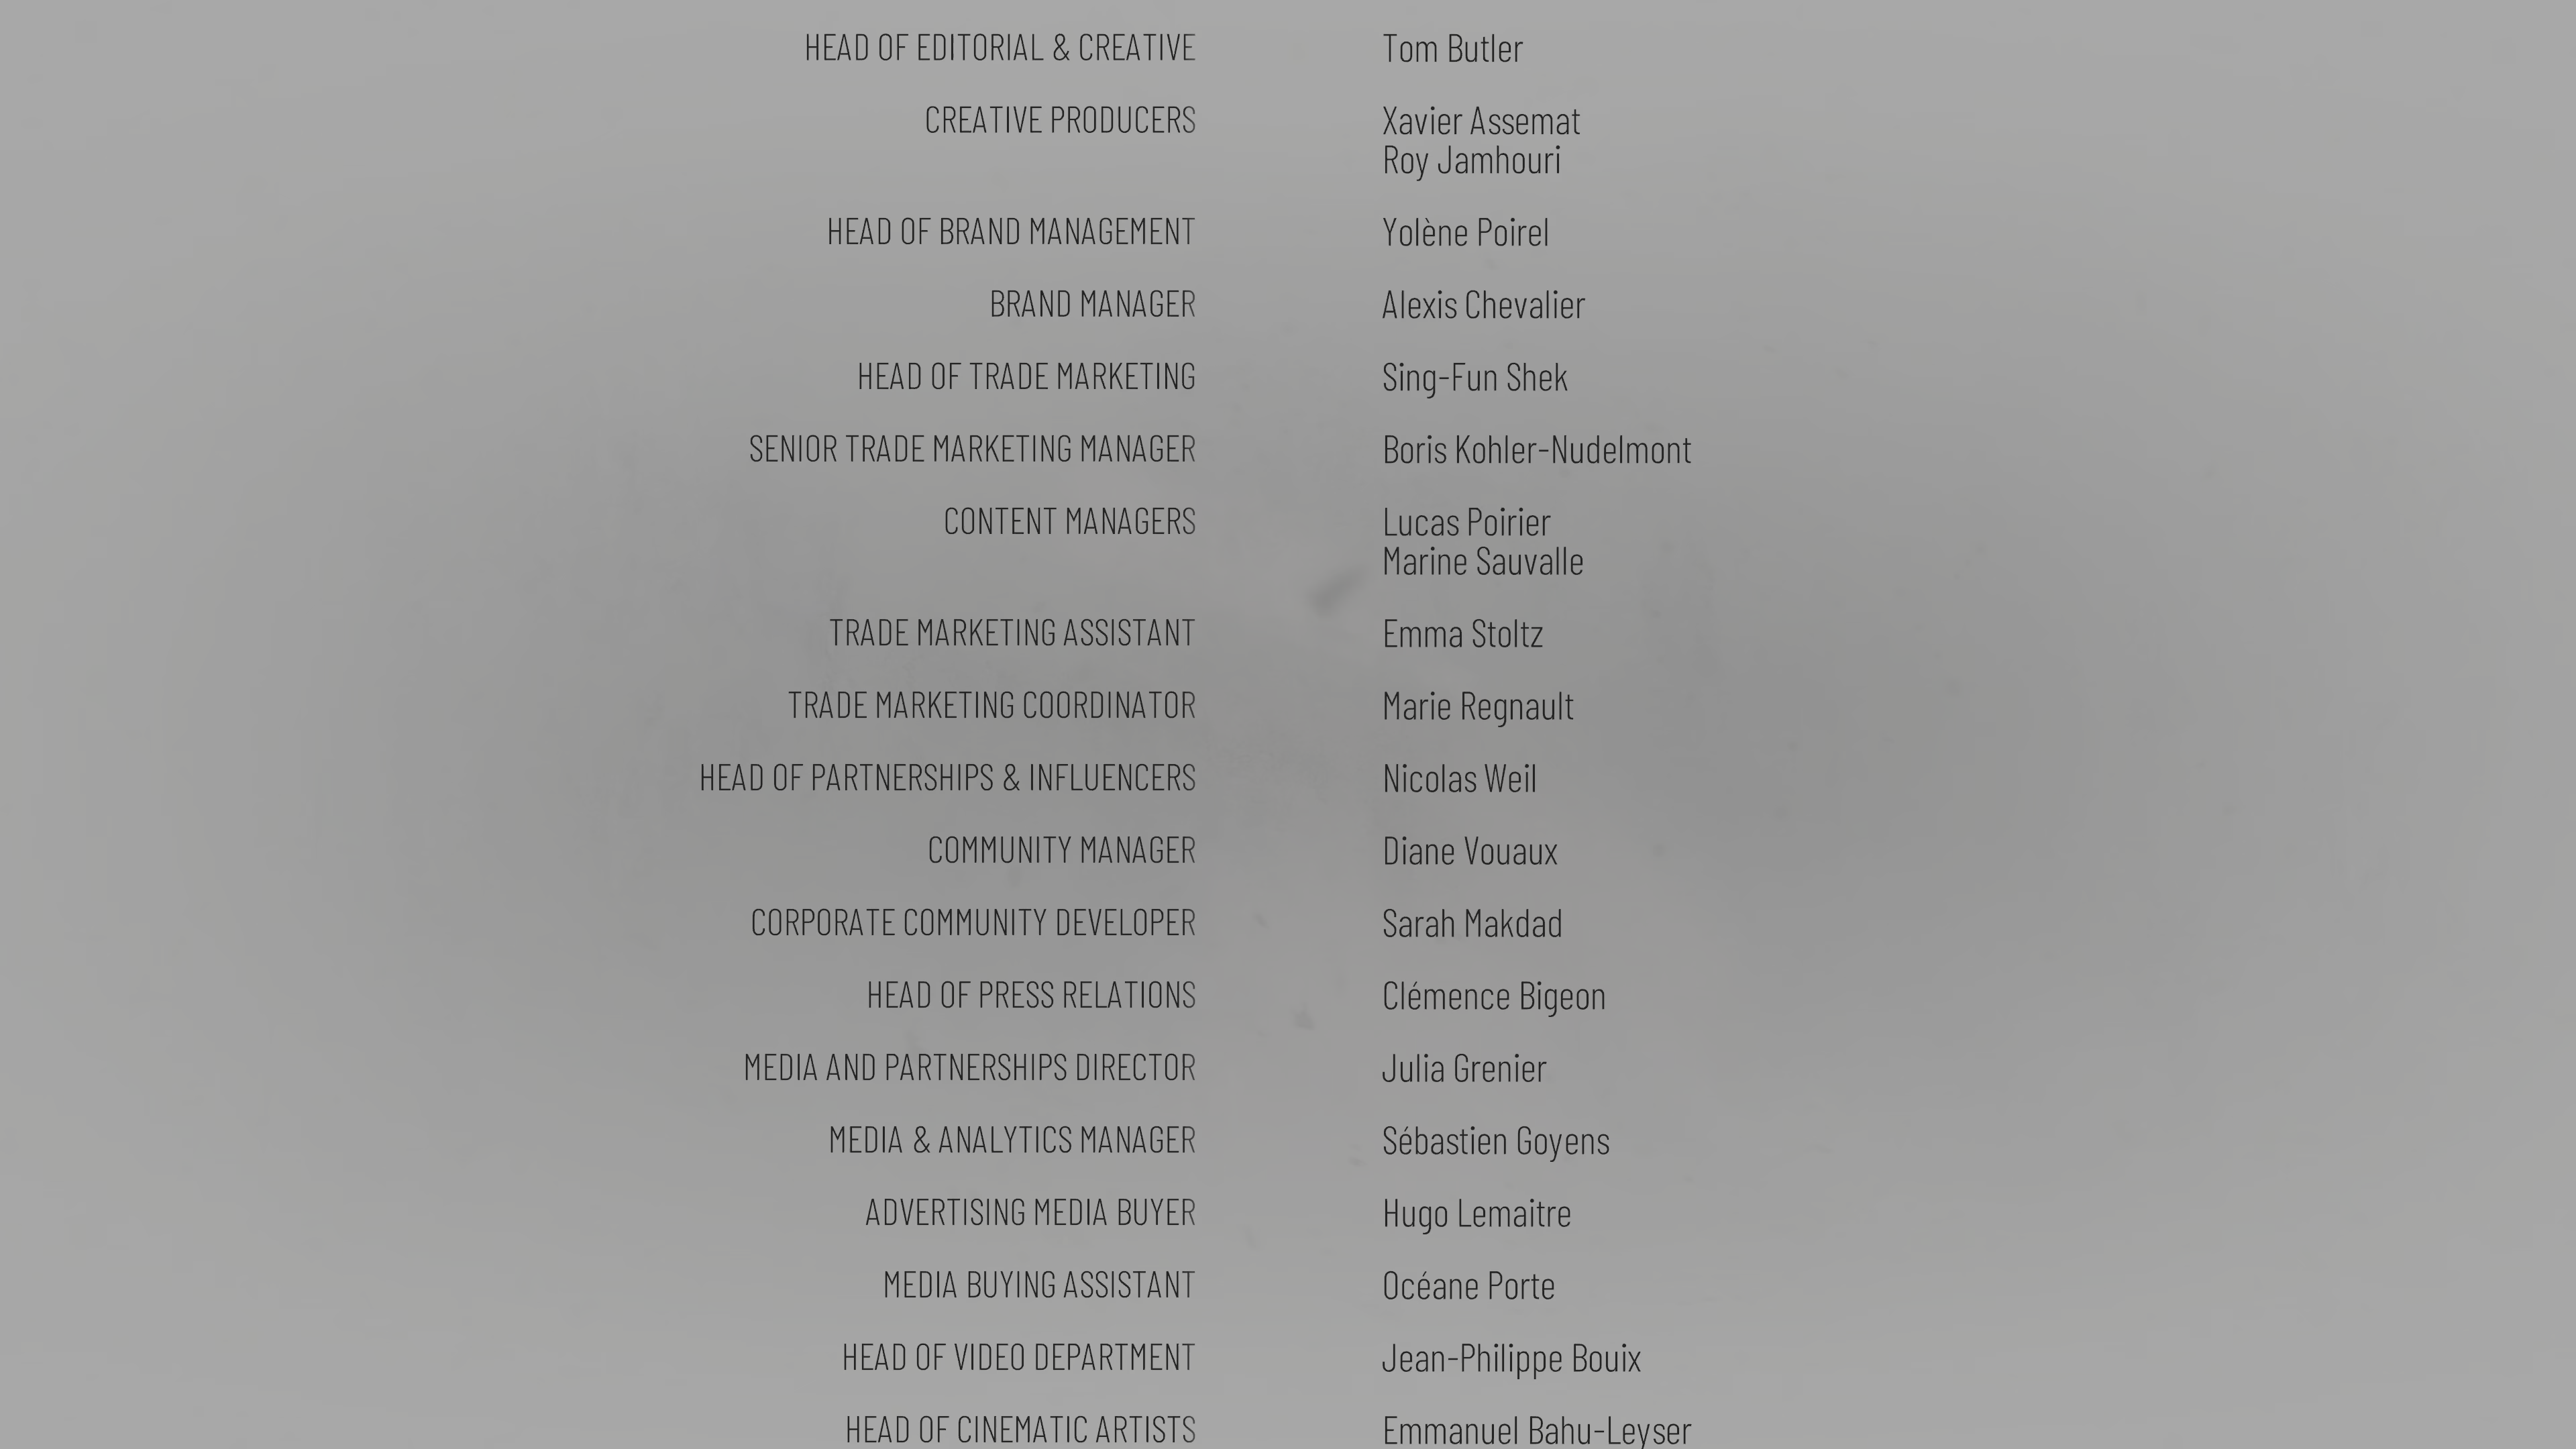 HEAD OF EDITORIAL & CREATIVE Tom Butler
CREATIVE PRODUCERS Xavier Assemat
Roy Jamhouri
HEAD OF BRAND MANAGEMENT Yolène Poirel
BRAND MANAGER Alexis Chevalier
HEAD OF TRADE MARKETING Sing-Fun Shek
SENIOR TRADE MARKETING MANAGER Boris Kohler-Nudelmont
CONTENT MANAGERS Lucas Poirier
Marine Sauvalle
TRADE MARKETING ASSISTANT Emma Stoltz
TRADE MARKETING COORDINATOR Marie Regnault
HEAD OF PARTNERSHIPS & INFLUENCERS Nicolas Weil
COMMUNITY MANAGER Diane Vouaux
CORPORATE COMMUNITY DEVELOPER Sarah Makdad
HEAD OF PRESS RELATIONS Clémence Bigeon
MEDIA AND PARTNERSHIPS DIRECTOR Julia Grenier
MEDIA & ANALYTICS MANAGER Sébastien Goyens
ADVERTISING MEDIA BUYER Hugo Lemaitre
MEDIA BUYING ASSISTANT Océane Porte
HEAD OF VIDEO DEPARTMENT Jean-Philippe Bouix
HEAD OF CINEMATIC ARTISTS Emmanuel Bahu-Leyser